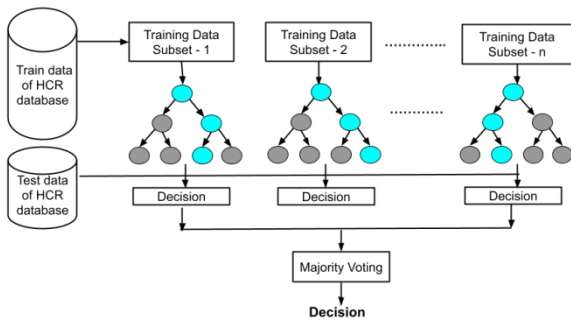 Train data
of HCR
database
Training Data
Subset - 1
Training Data
Subset - 2
Training Data
Subset - n
Test data
of HCR
database
Decision
Decision
Decision
Majority Voting
Decision